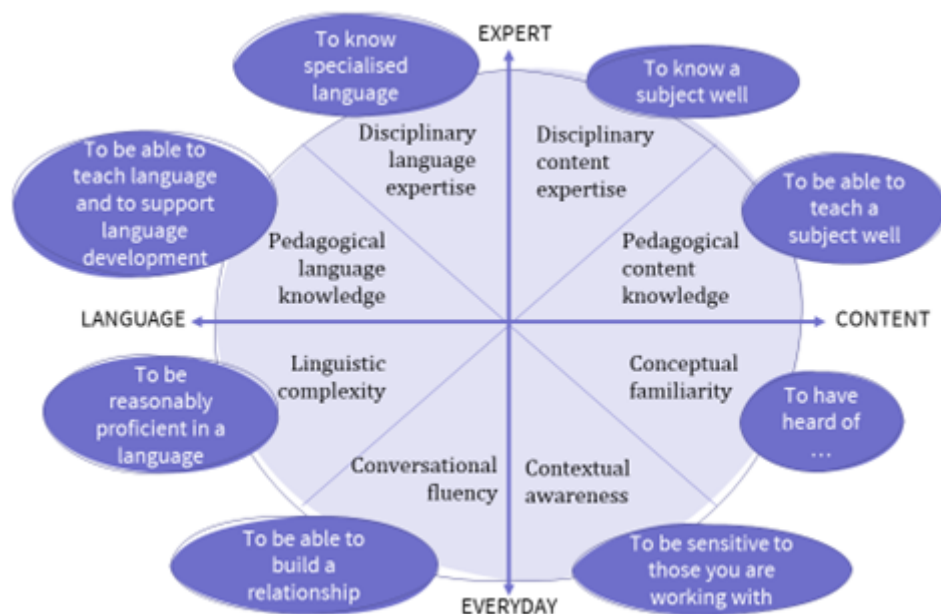 EXPERT
To know
specialised
language
To know a
subject well
Disciplinary
language
expertise
Disciplinary
content
expertise
To be able to
teach language
and to support
language
development
To be able to
teach a
subject well
Pedagogical
language
knowledge
Pedagogical
content
knowledge
LANGUAGE
CONTENT
Linguistic
complexity
Conceptual
familiarity
To be
reasonably
proficient in a
language
To have
heard of
...
Conversational
fluency
Contextual
awareness
To be able to
build a
relationship
To be sensitive to
those you are
working with
EVERYDAY